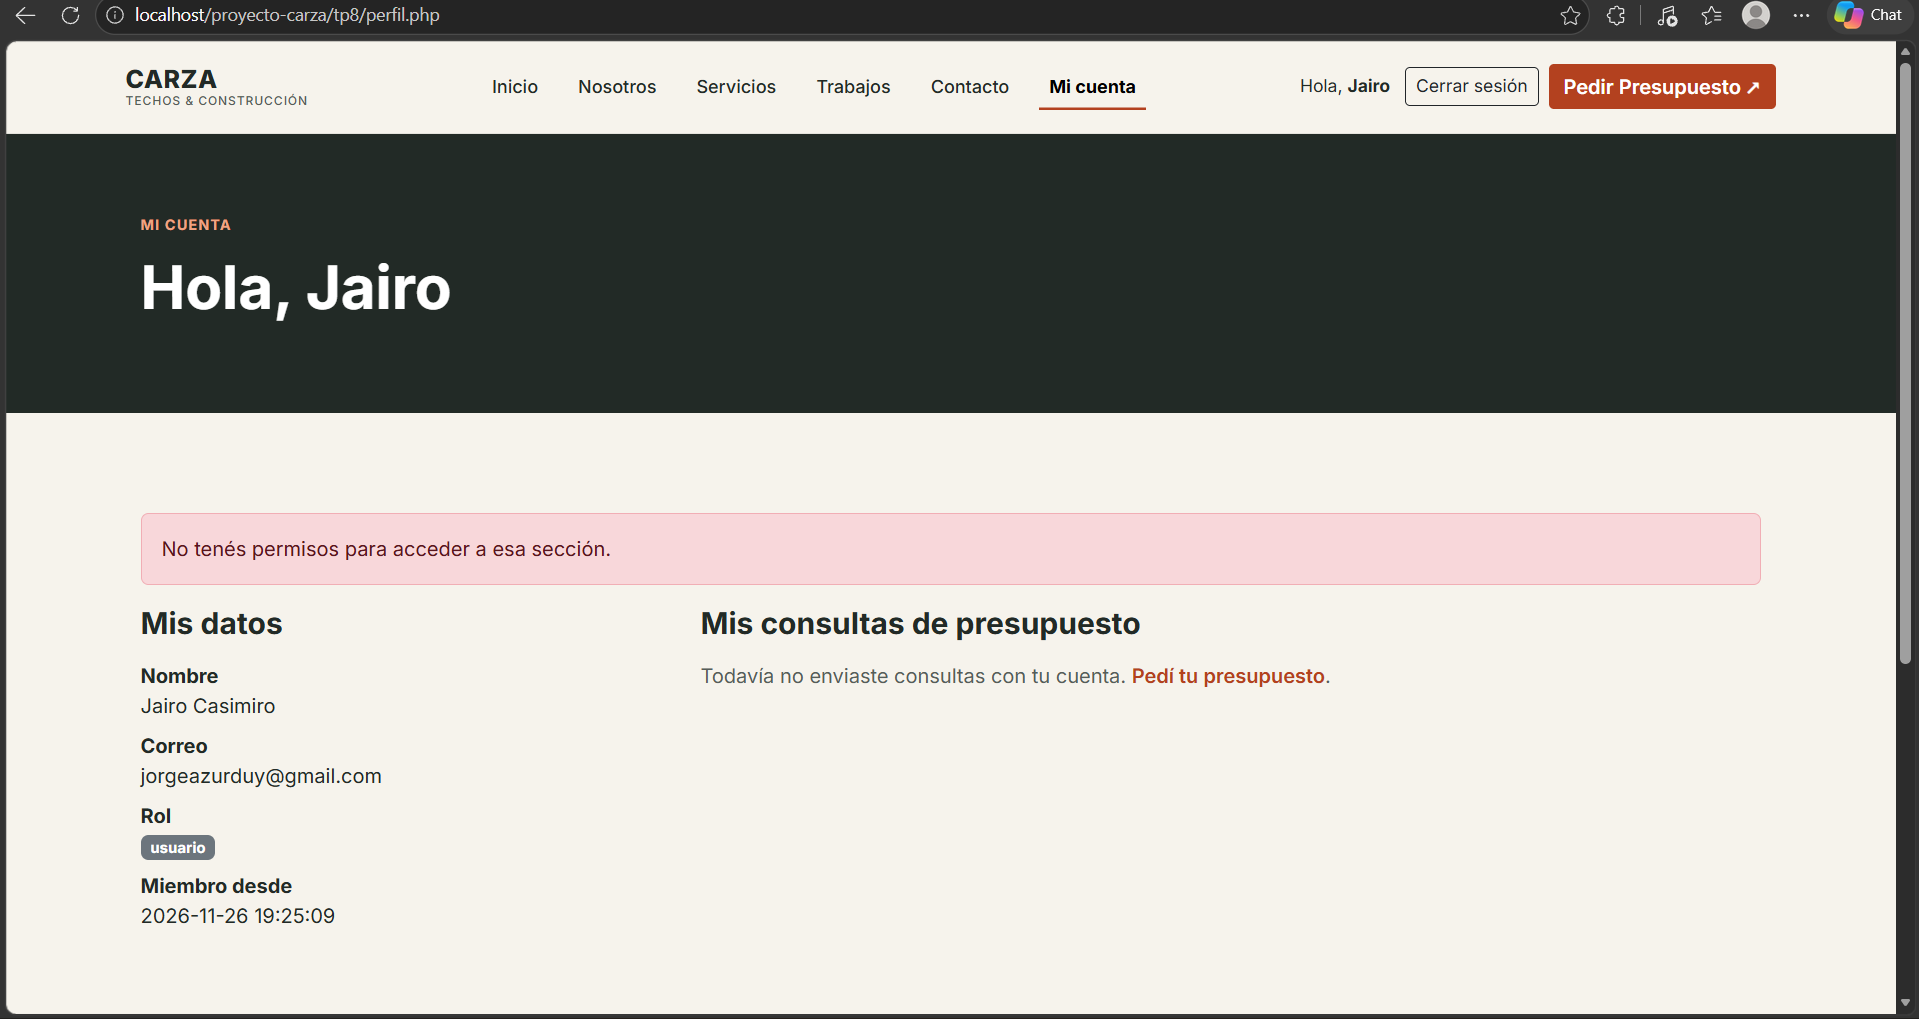 localhost/proyecto-carza/tp8/perfil.php
Chat
CARZA
TECHOS & CONSTRUCCIÓN
Inicio
Nosotros
Servicios
Trabajos
Contacto
Mi cuenta
Hola, Jairo
Cerrar sesión
Pedir Presupuesto ↗
MI CUENTA
Hola, Jairo
No tenés permisos para acceder a esa sección.
Mis datos
Nombre
Jairo Casimiro
Correo
jorgeazurduy@gmail.com
Rol
usuario
Miembro desde
2026-11-26 19:25:09
Mis consultas de presupuesto
Todavía no enviaste consultas con tu cuenta. Pedí tu presupuesto.